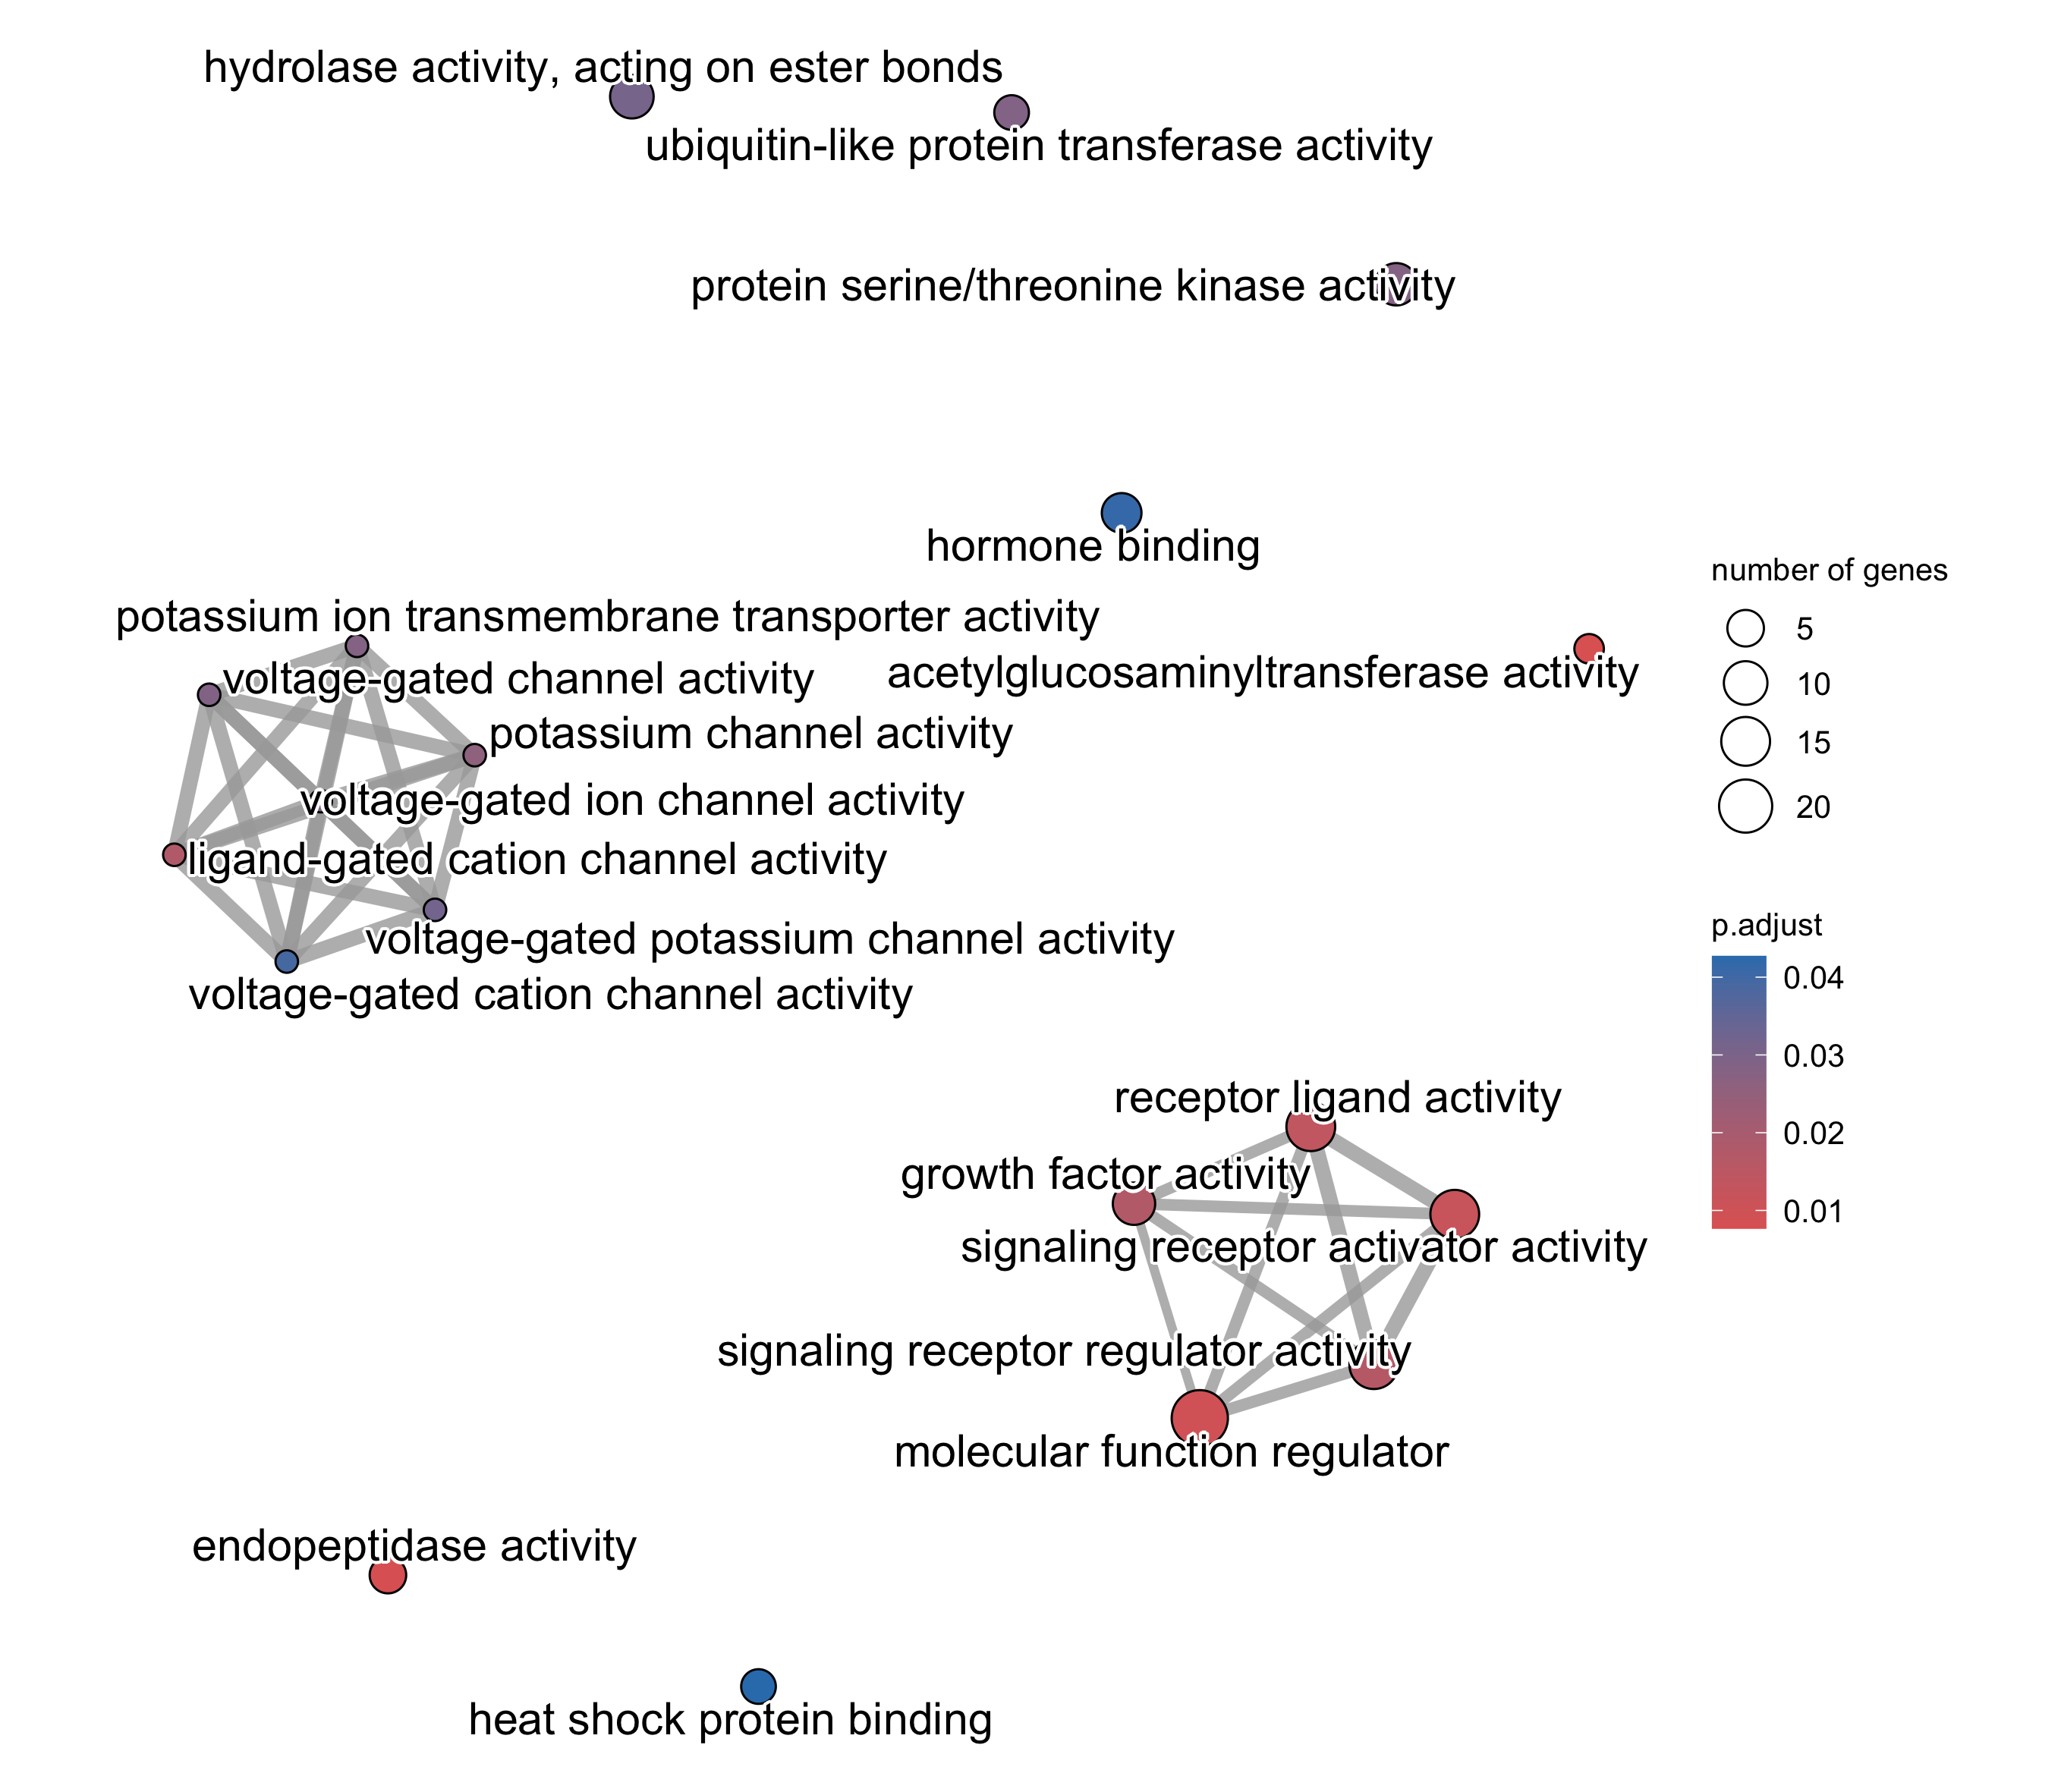 hydrolase activity, acting on ester bonds
ubiquitin-like protein transferase activity
protein serine/threonine kinase activity
hormone binding
potassium ion transmembrane transporter activity
voltage-gated channel activity
acetylglucosaminyltransferase activity
potassium channel activity
voltage-gated ion channel activity
ligand-gated cation channel activity
voltage-gated potassium channel activity
voltage-gated cation channel activity
receptor ligand activity
growth factor activity
signaling receptor activator activity
signaling receptor regulator activity
molecular function regulator
endopeptidase activity
heat shock protein binding
number of genes
5
10
15
20
p.adjust
0.04
0.03
0.02
0.01